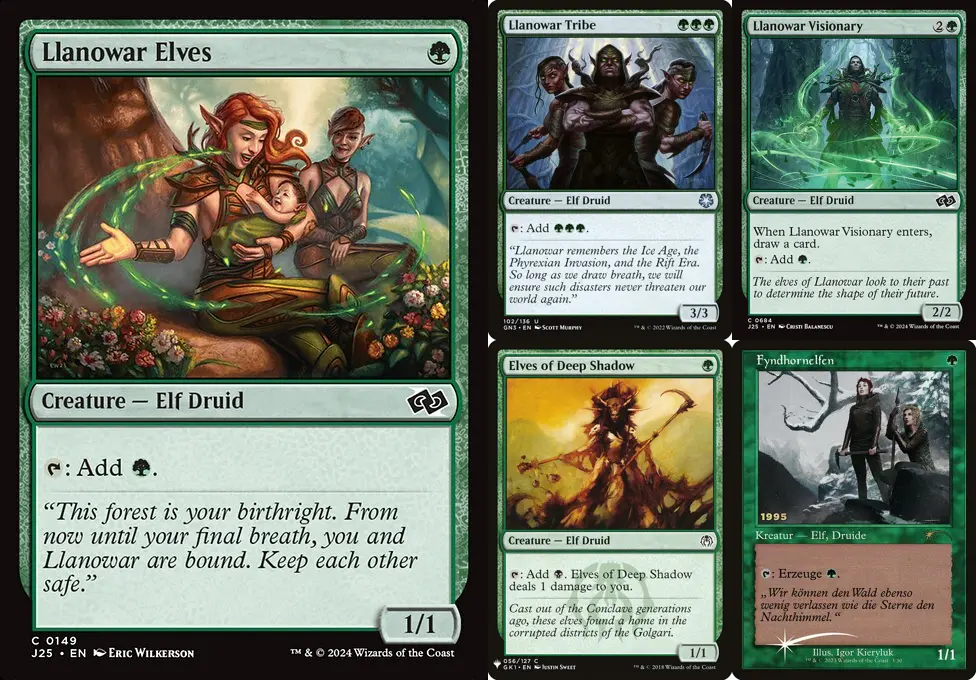 Llanowar Elves
Creature — Elf Druid
: Add .
“This forest is your birthright. From
now until your final breath, you and
Llanowar are bound. Keep each other
safe.”
1/1
C 0149
J25 • EN Eric Wilkerson
™ & © 2024 Wizards of the Coast
Llanowar Tribe
Creature — Elf Druid
: Add .
“Llanowar remembers the Ice Age, the
Phyrexian Invasion, and the Rift Era.
So long as we draw breath, we will
ensure such disasters never threaten our
world again.”
3/3
102/136 U
GN3 • EN Scott Murphy
™ & © 2022 Wizards of the Coast
Llanowar Visionary
2
Creature — Elf Druid
When Llanowar Visionary enters,
draw a card.
: Add .
The elves of Llanowar look to their past
to determine the shape of their future.
2/2
C 0684
J25 • EN Cristi Balanescu
™ & © 2024 Wizards of the Coast
Elves of Deep Shadow
Creature — Elf Druid
: Add . Elves of Deep Shadow
deals 1 damage to you.
Cast out of the Conclave generations
ago, these elves found a home in the
corrupted districts of the Golgari.
1/1
056/127 C
GK1 • EN Justin Sweet
™ & © 2018 Wizards of the Coast
Fyndhornelfen
1995
Kreatur — Elf, Druide
: Erzeuge .
„Wir können den Wald ebenso
wenig verlassen wie die Sterne den
Nachthimmel.“
Illus. Igor Kieryluk
1/1